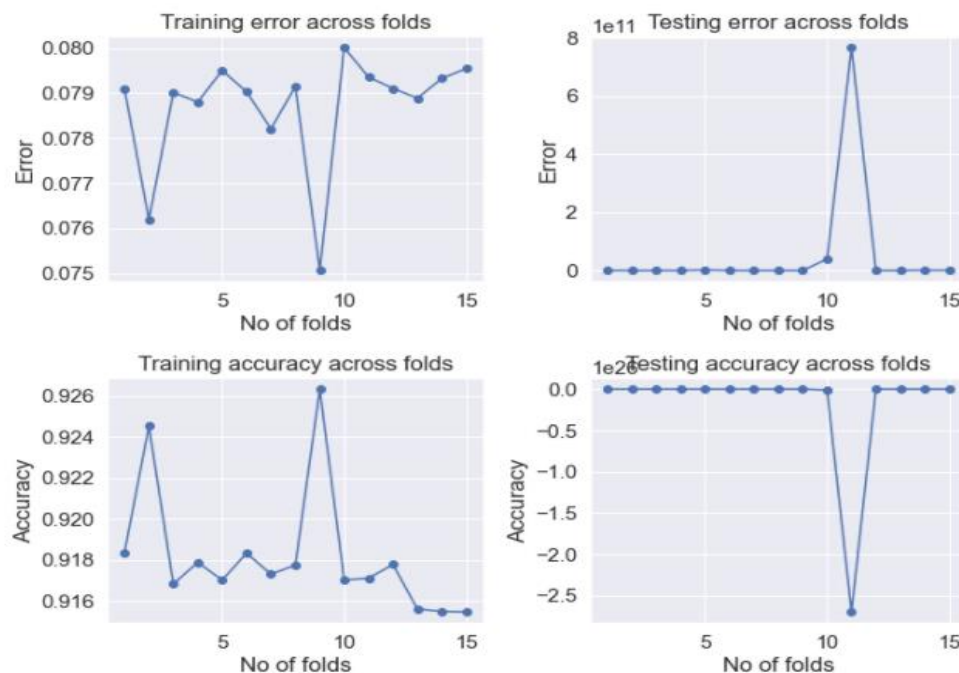 Training error across folds
0.080
0.079
0.078
0.077
0.076
0.075
Error
5 10 15
No of folds
1e11 Testing error across folds
8
6
4
2
0
Error
5 10 15
No of folds
Training accuracy across folds
0.926
0.924
0.922
0.920
0.918
0.916
Accuracy
5 10 15
No of folds
1e26 Testing accuracy across folds
0.0
−0.5
−1.0
−1.5
−2.0
−2.5
Accuracy
5 10 15
No of folds